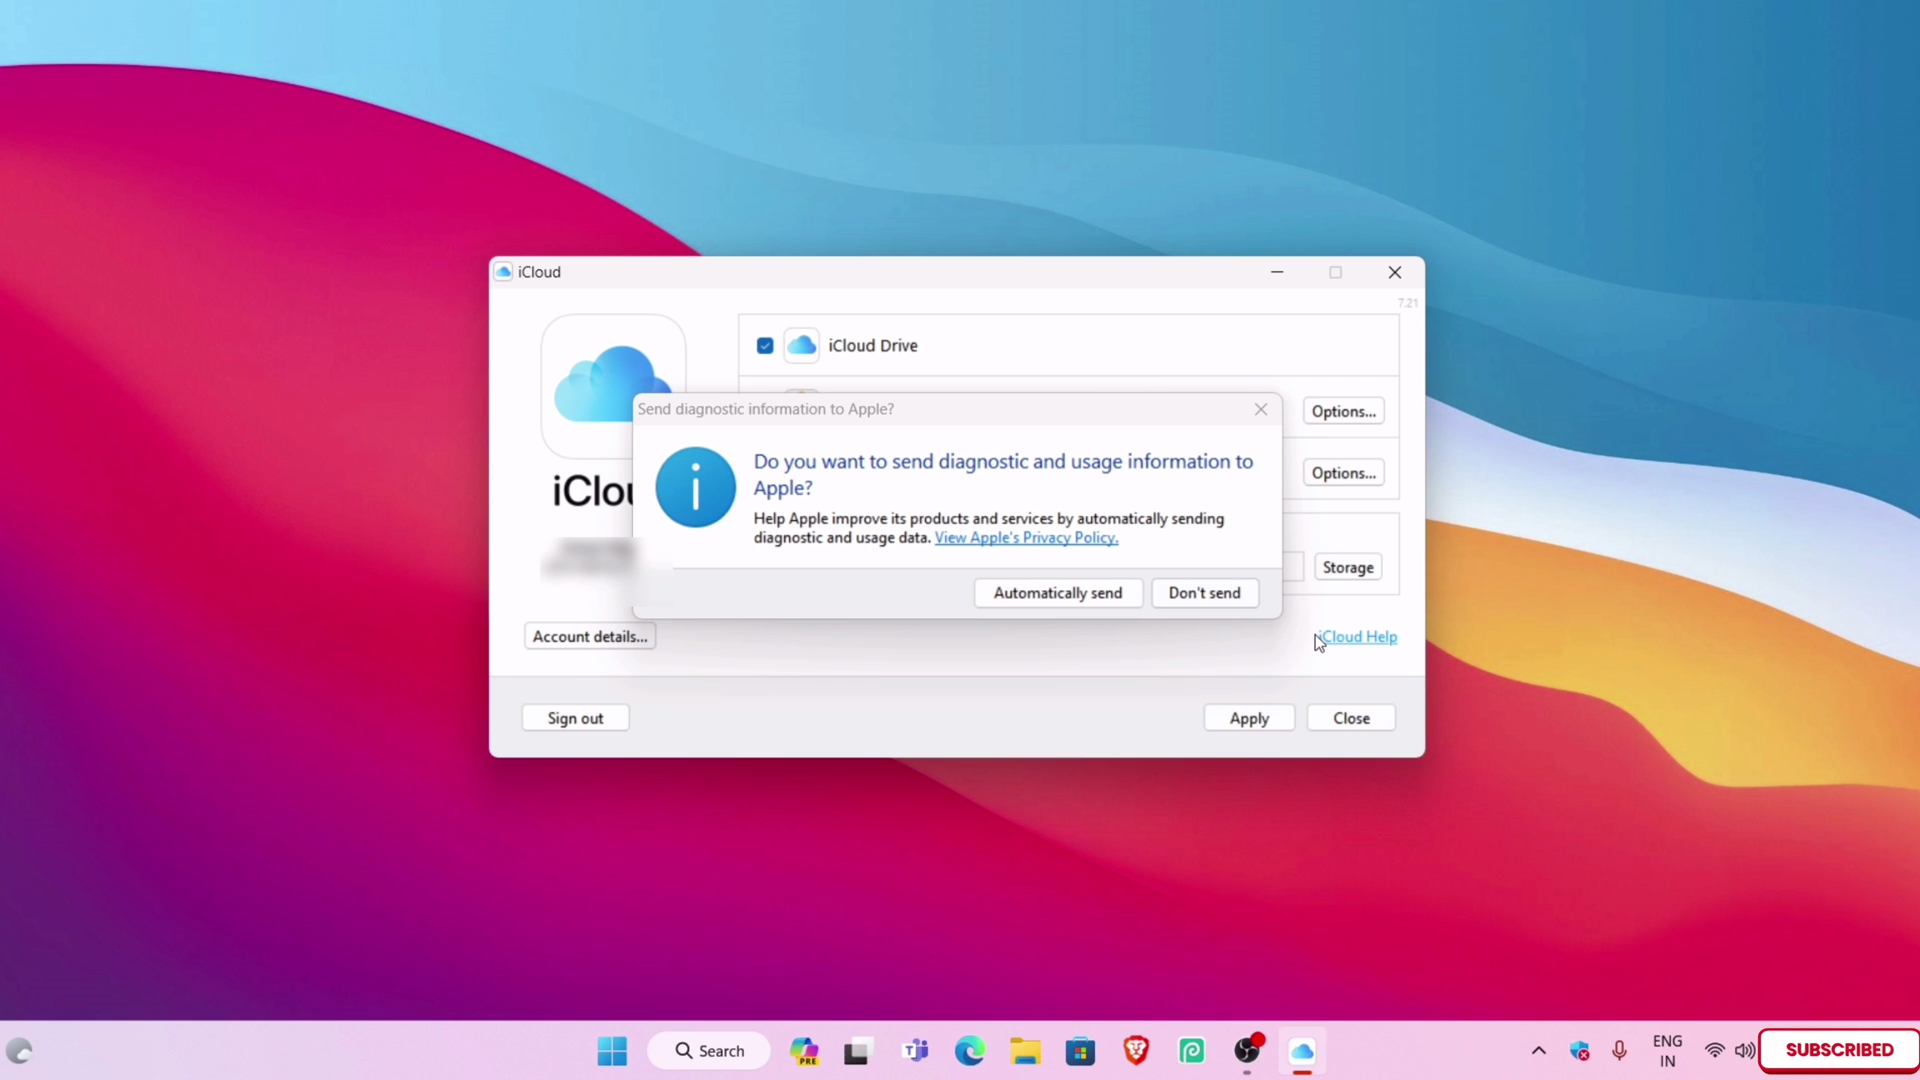 iCloud
7.21
iCloud Drive
Send diagnostic information to Apple?
Options...
Do you want to send diagnostic and usage information to
Apple?
Options...
iClou
Help Apple improve its products and services by automatically sending
diagnostic and usage data. View Apple's Privacy Policy.
Storage
Automatically send
Don't send
Account details...
iCloud Help
Sign out
Apply
Close
Search
PRE
ENG
IN
SUBSCRIBED